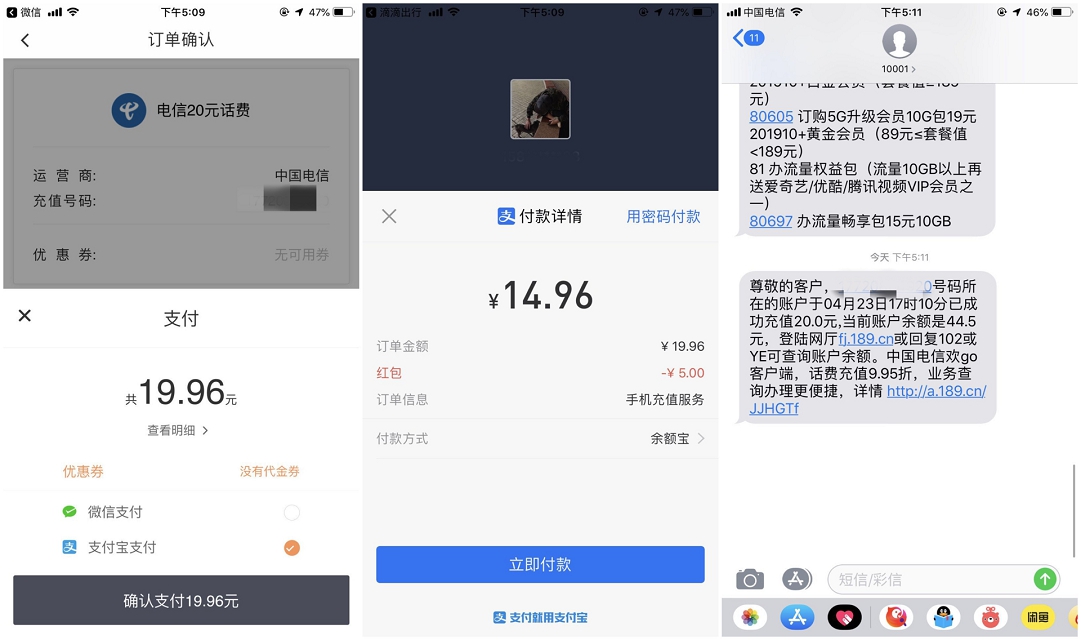 微信
下午5:09
47%
订单确认
电信20元话费
运 营 商:
中国电信
充值号码:
优 惠 券:
无可用券
支付
共19.96元
查看明细
优惠券
没有代金券
微信支付
支付宝支付
确认支付19.96元
滴滴出行
下午5:09
47%
支付款详情
用密码付款
¥14.96
订单金额
¥ 19.96
红包
-¥ 5.00
订单信息
手机充值服务
付款方式
余额宝
立即付款
支付就用支付宝
中国电信
下午5:11
46%
11
10001
201910+白金会员（套餐值≥189
元）
80605 订购5G升级会员10G包19元
201910+黄金会员（89元≤套餐值
<189元）
81 办流量权益包（流量10GB以上再
送爱奇艺/优酷/腾讯视频VIP会员之
一）
80697 办流量畅享包15元10GB
今天 下午5:11
尊敬的客户，
号码所
在的账户于04月23日17时10分已成
功充值20.0元,当前账户余额是44.5
元，登陆网厅fj.189.cn或回复102或
YE可查询账户余额。中国电信欢go
客户端，话费充值9.95折，业务查
询办理更便捷，详情 http://a.189.cn/
JJHGTf
短信/彩信
闲鱼